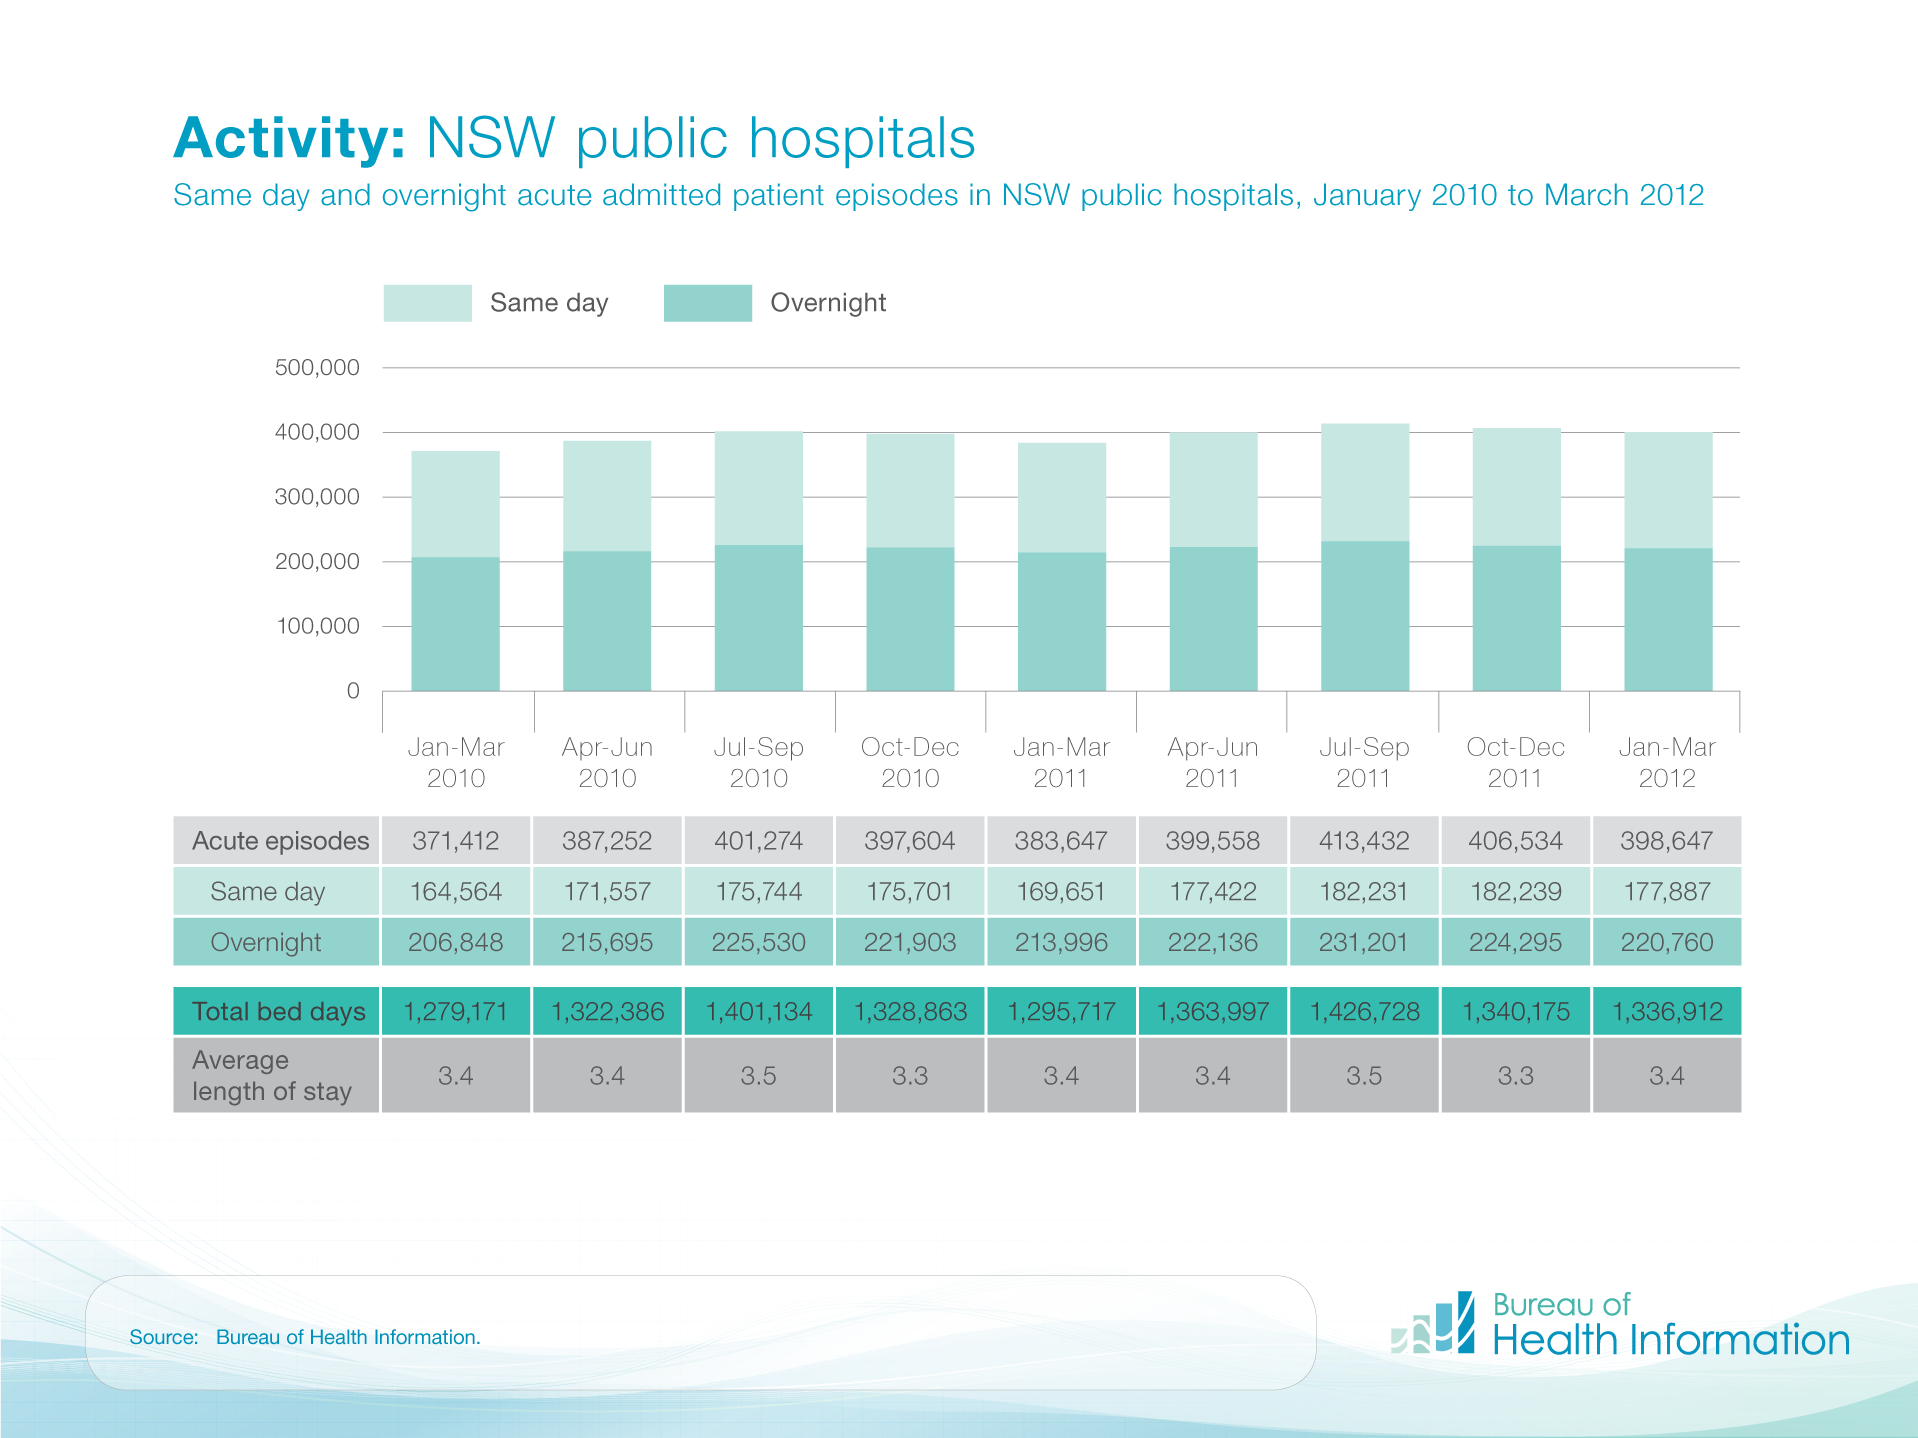 Activity: NSW public hospitals
Same day and overnight acute admitted patient episodes in NSW public hospitals, January 2010 to March 2012
Same day Overnight
500,000
400,000
300,000
200,000
100,000
0
Jan-Mar Apr-Jun Jul-Sep Oct-Dec Jan-Mar Apr-Jun Jul-Sep Oct-Dec Jan-Mar
2010 2010 2010 2010 2011 2011 2011 2011 2012
Acute episodes 371,412 387,252 401,274 397,604 383,647 399,558 413,432 406,534 398,647
Same day 164,564 171,557 175,744 175,701 169,651 177,422 182,231 182,239 177,887
Overnight 206,848 215,695 225,530 221,903 213,996 222,136 231,201 224,295 220,760
Total bed days 1,279,171 1,322,386 1,401,134 1,328,863 1,295,717 1,363,997 1,426,728 1,340,175 1,336,912
Average
length of stay 3.4 3.4 3.5 3.3 3.4 3.4 3.5 3.3 3.4
Source: Bureau of Health Information.
Bureau of
Health Information